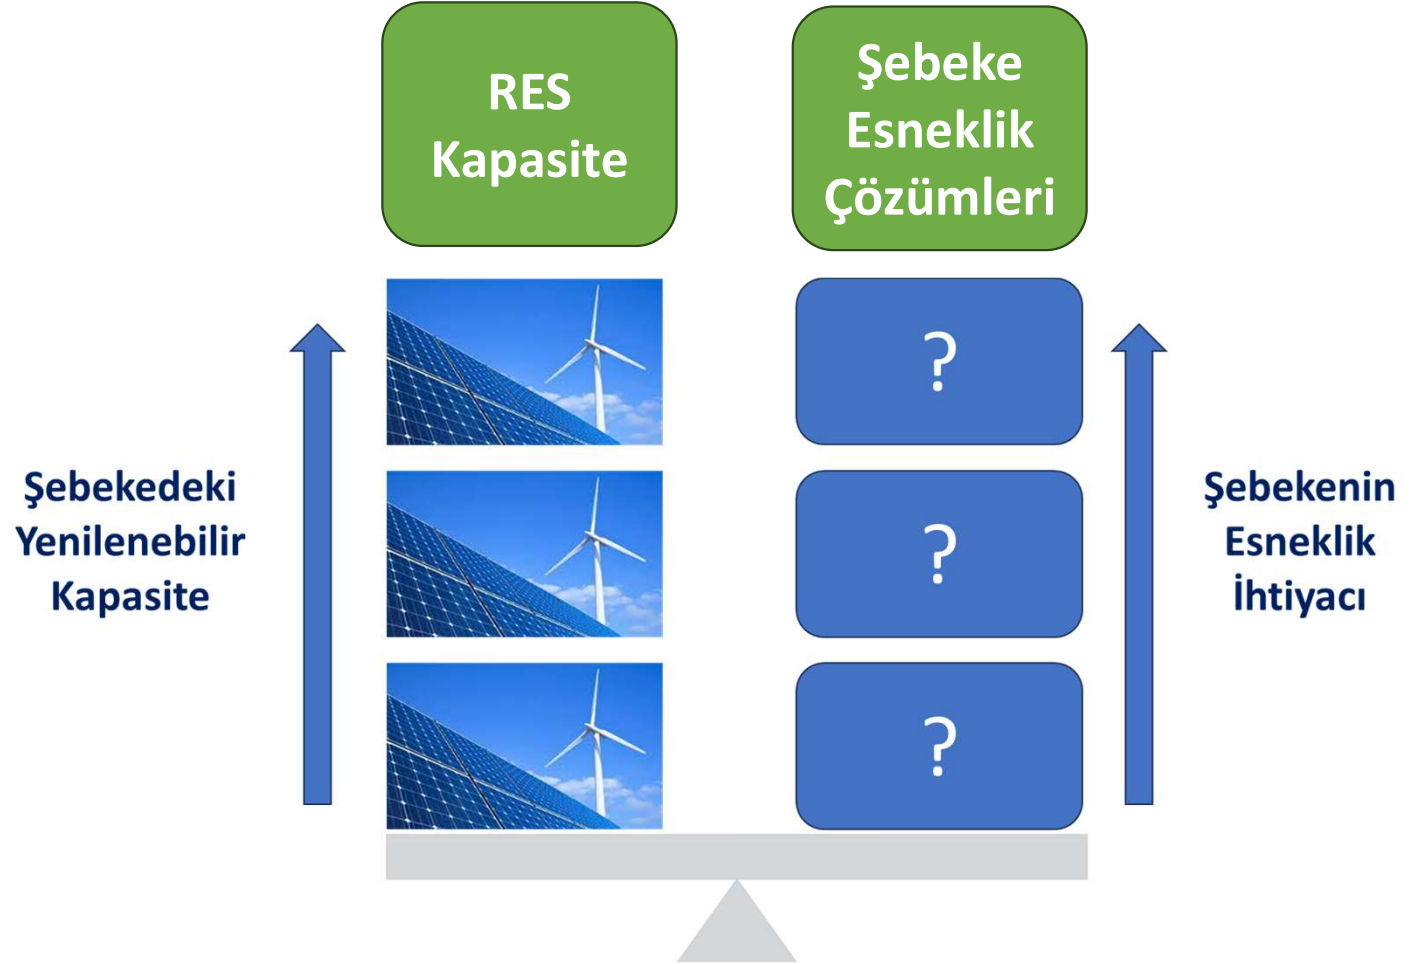 RES
Kapasite
Şebeke
Esneklik
Çözümleri
Şebekedeki
Yenilenebilir
Kapasite
?
?
?
Şebekenin
Esneklik
İhtiyacı